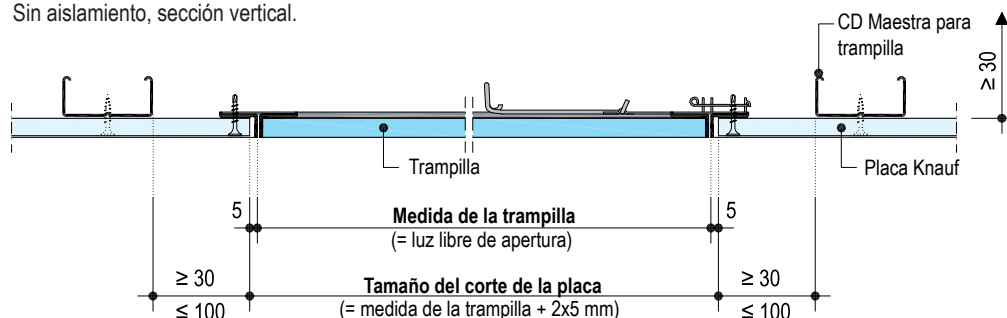 Sin aislamiento, sección vertical.
CD Maestra para
trampilla
≥ 30
Trampilla
Placa Knauf
5
Medida de la trampilla
(= luz libre de apertura)
5
≥ 30
≤ 100
Tamaño del corte de la placa
(= medida de la trampilla + 2x5 mm)
≥ 30
≤ 100